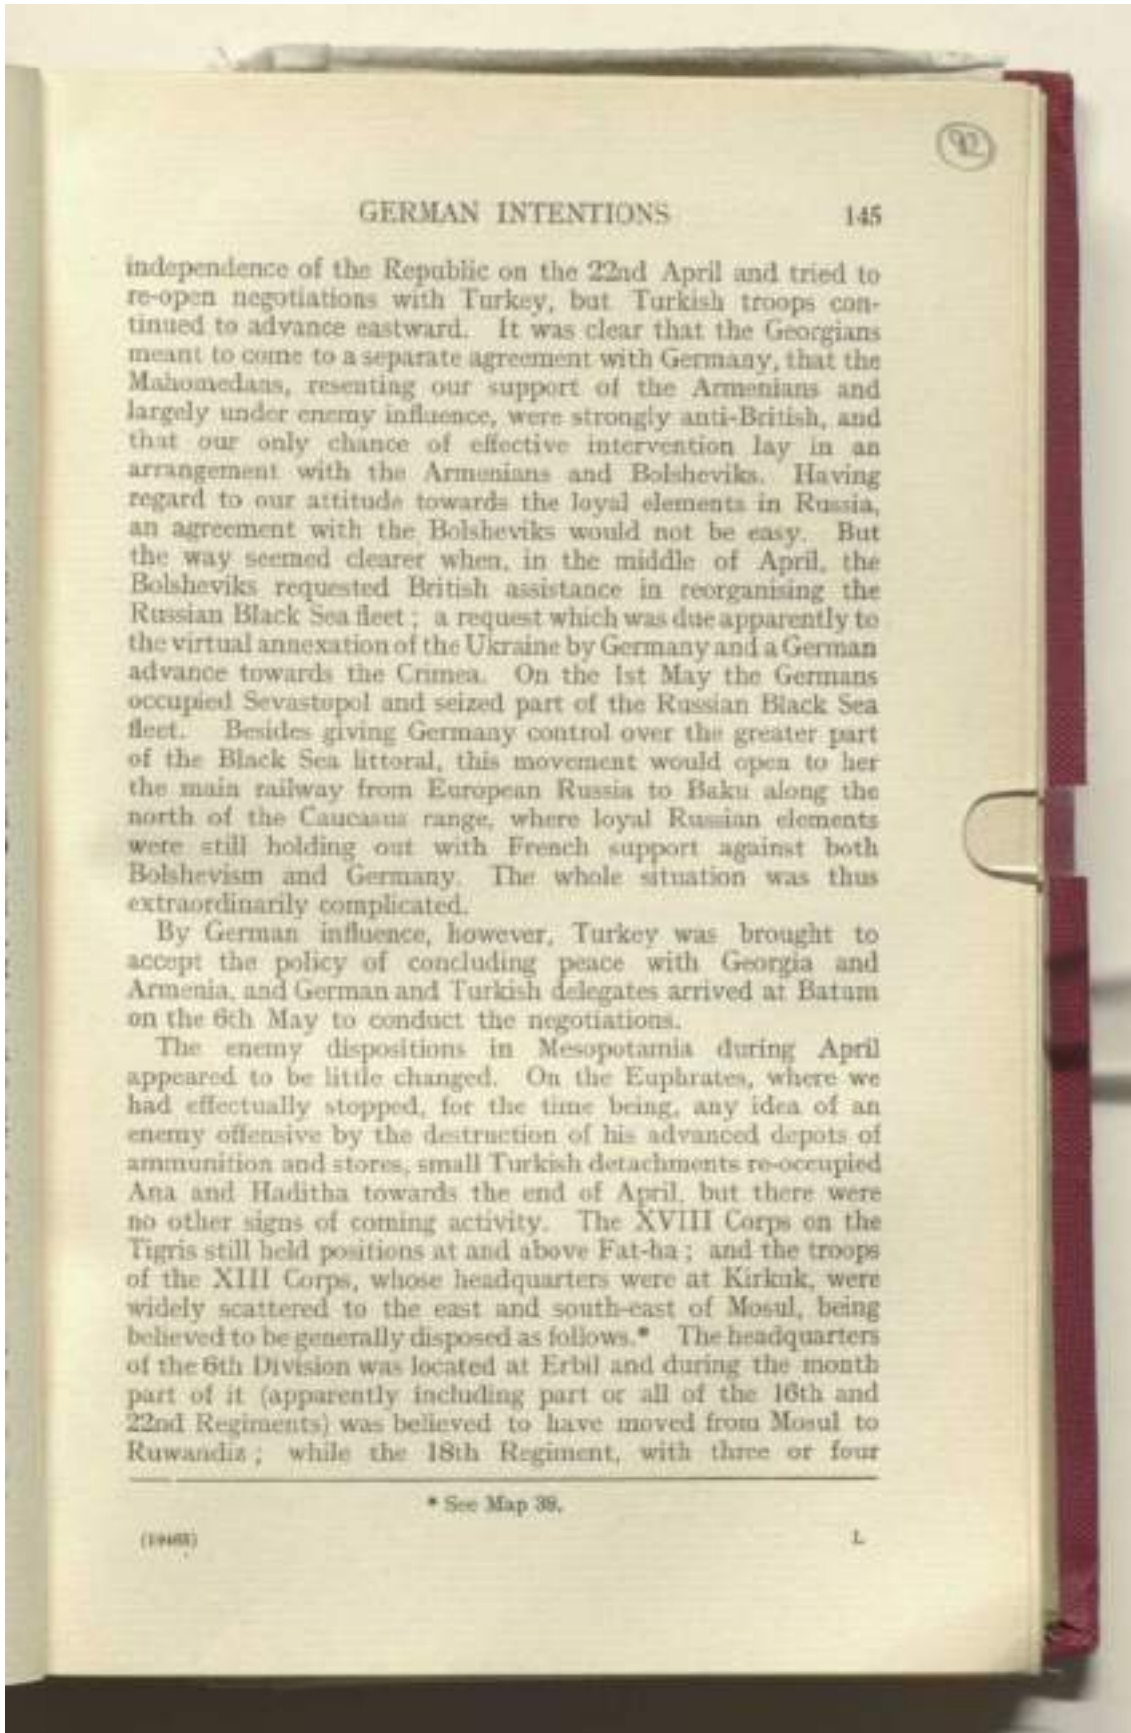 92
GERMAN INTENTIONS 145
independence of the Republic on the 22nd April and tried to
re-open negotiations with Turkey, but Turkish troops con-
tinued to advance eastward. It was clear that the Georgians
meant to come to a separate agreement with Germany, that the
Mahomedans, resenting our support of the Armenians and
largely under enemy influence, were strongly anti-British, and
that our only chance of effective intervention lay in an
arrangement with the Armenians and Bolsheviks. Having
regard to our attitude towards the loyal elements in Russia,
an agreement with the Bolsheviks would not be easy. But
the way seemed clearer when, in the middle of April, the
Bolsheviks requested British assistance in reorganising the
Russian Black Sea fleet ; a request which was due apparently to
the virtual annexation of the Ukraine by Germany and a German
advance towards the Crimea. On the 1st May the Germans
occupied Sevastopol and seized part of the Russian Black Sea
fleet. Besides giving Germany control over the greater part
of the Black Sea littoral, this movement would open to her
the main railway from European Russia to Baku along the
north of the Caucasus range, where loyal Russian elements
were still holding out with French support against both
Bolshevism and Germany. The whole situation was thus
extraordinarily complicated.
By German influence, however, Turkey was brought to
accept the policy of concluding peace with Georgia and
Armenia, and German and Turkish delegates arrived at Batum
on the 6th May to conduct the negotiations.
The enemy dispositions in Mesopotamia during April
appeared to be little changed. On the Euphrates, where we
had effectually stopped, for the time being, any idea of an
enemy offensive by the destruction of his advanced depots of
ammunition and stores, small Turkish detachments re-occupied
Ana and Haditha towards the end of April, but there were
no other signs of coming activity. The XVIII Corps on the
Tigris still held positions at and above Fat-ha ; and the troops
of the XIII Corps, whose headquarters were at Kirkuk, were
widely scattered to the east and south-east of Mosul, being
believed to be generally disposed as follows.* The headquarters
of the 6th Division was located at Erbil and during the month
part of it (apparently including part or all of the 16th and
22nd Regiments) was believed to have moved from Mosul to
Ruwandiz ; while the 18th Regiment, with three or four
* See Map 38.
L